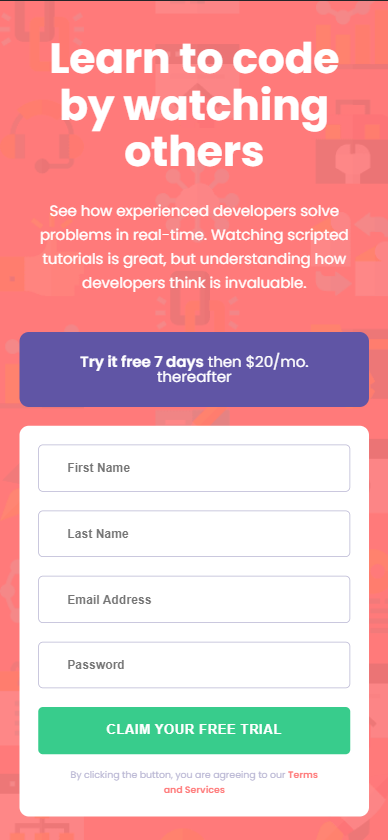 Learn to code
by watching
others
See how experienced developers solve
problems in real-time. Watching scripted
tutorials is great, but understanding how
developers think is invaluable.
Try it free 7 days then $20/mo.
thereafter
First Name
Last Name
Email Address
Password
CLAIM YOUR FREE TRIAL
By clicking the button, you are agreeing to our Terms
and Services